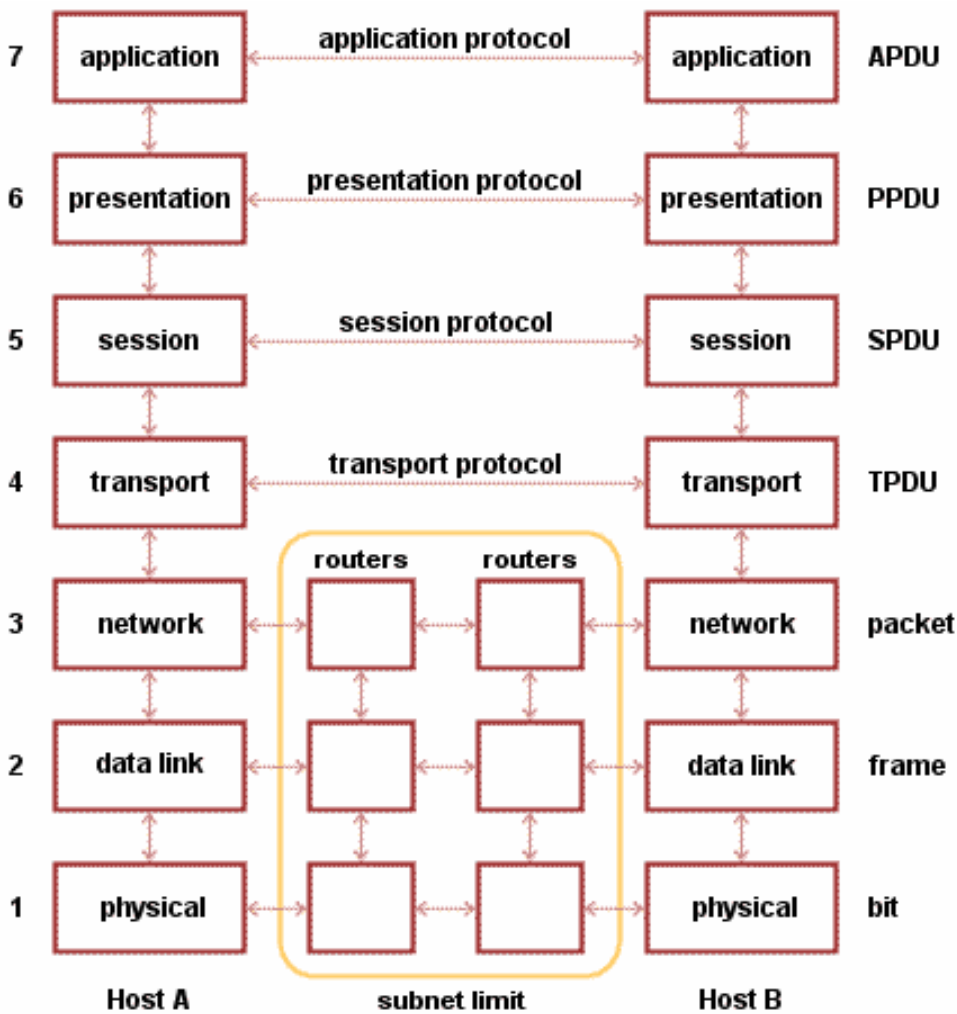 7 application application protocol application APDU
6 presentation presentation protocol presentation PPDU
5 session session protocol session SPDU
4 transport transport protocol transport TPDU
routers routers
3 network network packet
2 data link data link frame
1 physical physical bit
Host A subnet limit Host B